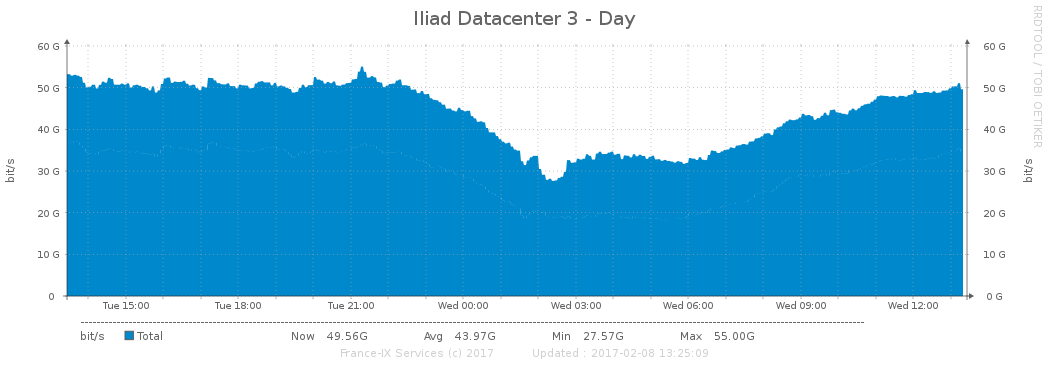 Iliad Datacenter 3 - Day
RRDTOOL / TOBI OETIKER
bit/s
60 G
50 G
40 G
30 G
20 G
10 G
0
60 G
50 G
40 G
30 G
20 G
10 G
0 G
bit/s
Tue 15:00 Tue 18:00 Tue 21:00 Wed 00:00 Wed 03:00 Wed 06:00 Wed 09:00 Wed 12:00
bit/s Total Now 49.56G Avg 43.97G Min 27.57G Max 55.00G
France-IX Services (c) 2017 Updated : 2017-02-08 13:25:09